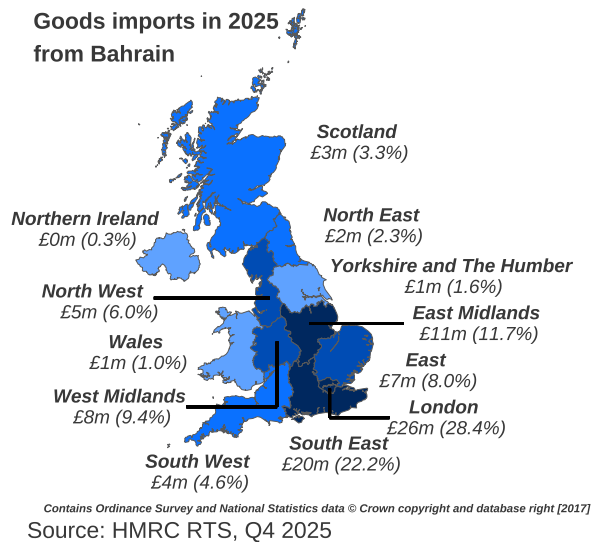 Goods imports in 2025
from Bahrain
Scotland
£3m (3.3%)
Northern Ireland
£0m (0.3%)
North East
£2m (2.3%)
Yorkshire and The Humber
£1m (1.6%)
North West
£5m (6.0%)
East Midlands
£11m (11.7%)
Wales
£1m (1.0%)
East
£7m (8.0%)
West Midlands
£8m (9.4%)
London
£26m (28.4%)
South East
£20m (22.2%)
South West
£4m (4.6%)
Contains Ordinance Survey and National Statistics data © Crown copyright and database right [2017]
Source: HMRC RTS, Q4 2025